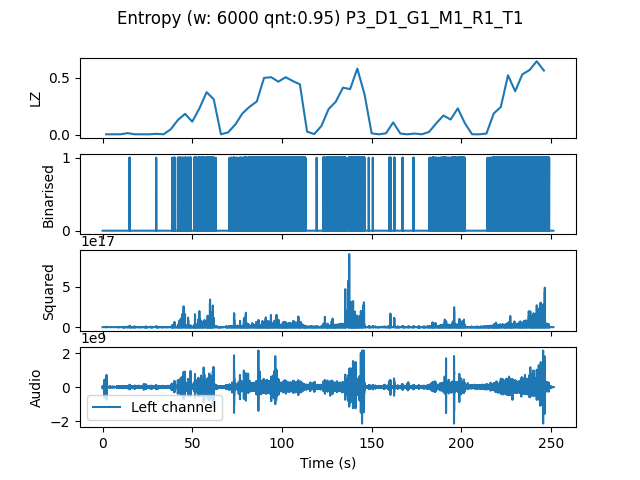 Entropy (w: 6000 qnt:0.95) P3_D1_G1_M1_R1_T1
LZ
0.5
0.0
Binarised
1
0
1e17
Squared
5
0
1e9
Audio
2
0
−2
Left channel
0 50 100 150 200 250
Time (s)